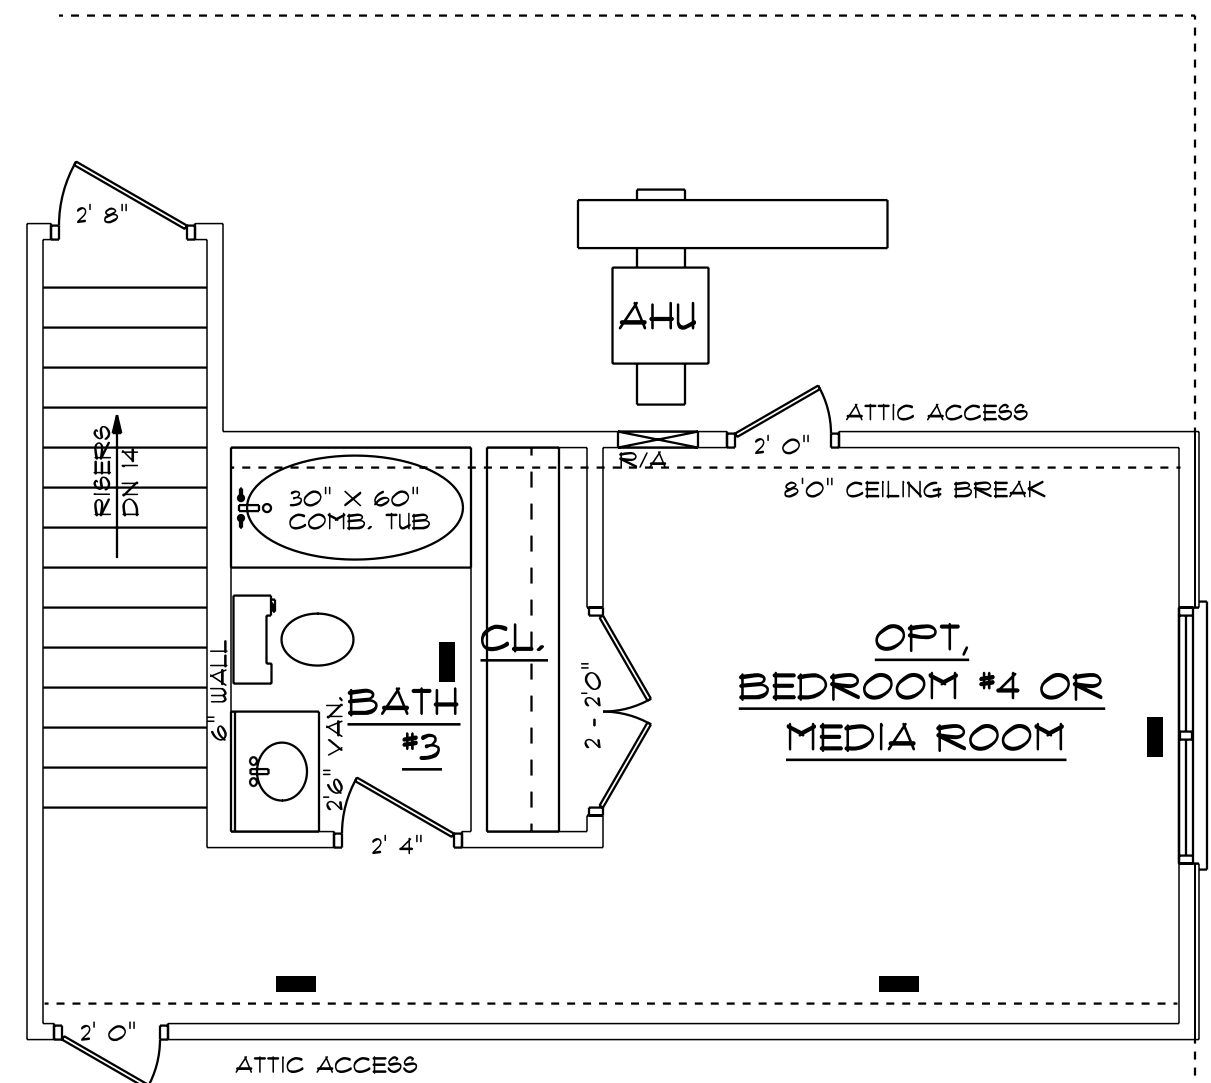 2' 8"
AHU
ATTIC ACCESS
2' 0"
R/A
8'0" CEILING BREAK
RISERS
DN 14
30" X 60"
COMB. TUB
CL.
6" WALL
BATH
#3
2'6" VAN.
2 - 2'0"
OPT.
BEDROOM #4 OR
MEDIA ROOM
2' 4"
2' 0"
ATTIC ACCESS